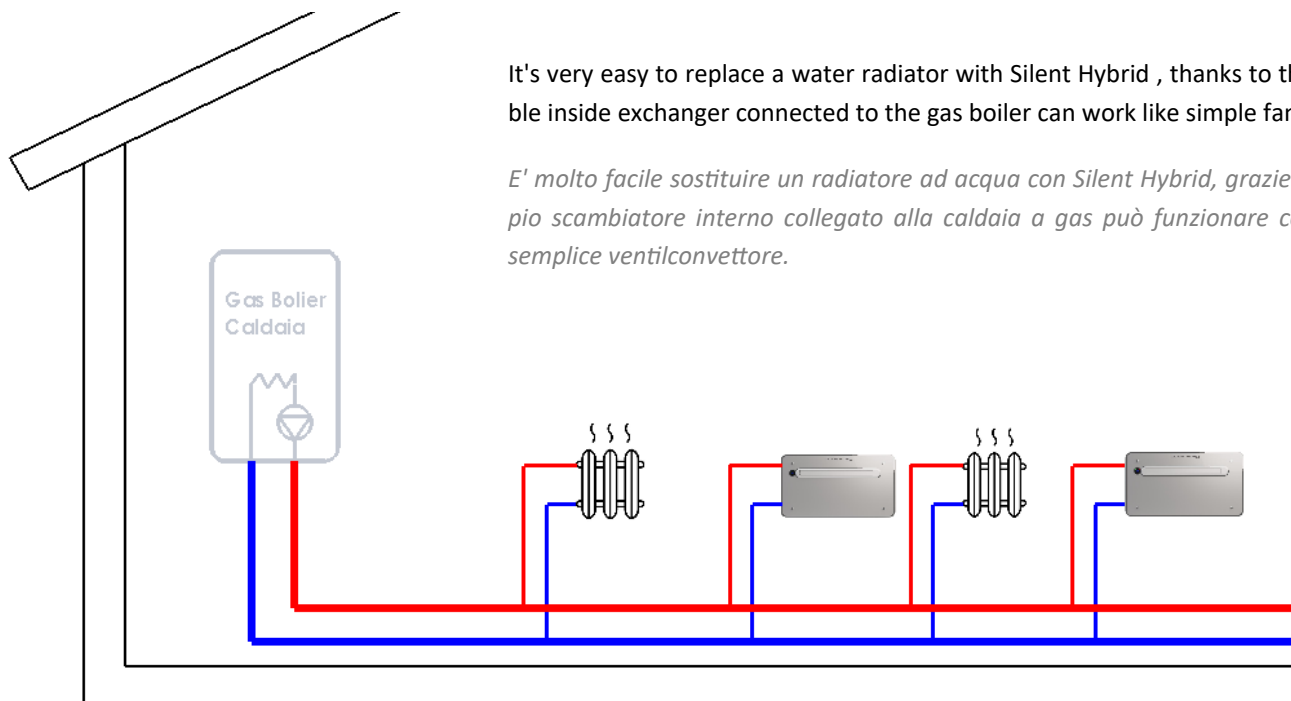 It's very easy to replace a water radiator with Silent Hybrid , thanks to
ble inside exchanger connected to the gas boiler can work like simple
E' molto facile sostituire un radiatore ad acqua con Silent Hybrid, grazie
pio scambiatore interno collegato alla caldaia a gas può funzionare
semplice ventilconvettore.
Gas Bolier
Caldaia